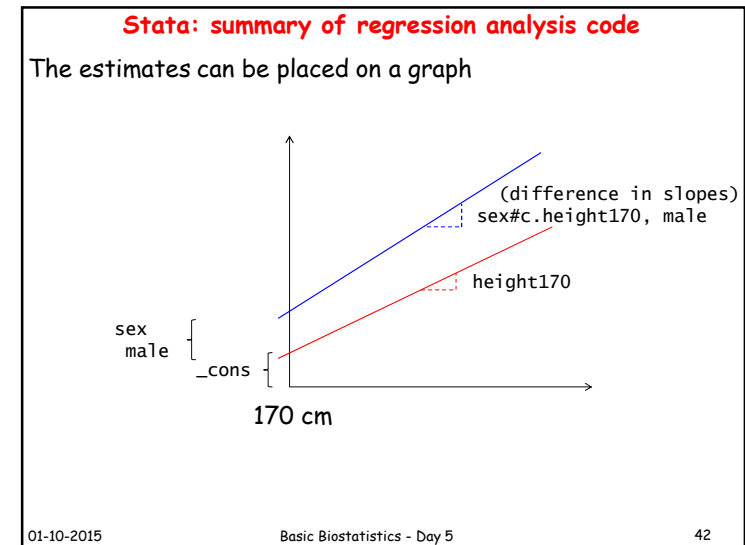 Stata: summary of regression analysis code
The estimates can be placed on a graph
(difference in slopes)
sex#c.height170, male
height170
sex
male
_cons
170 cm
01-10-2015 Basic Biostatistics - Day 5 42